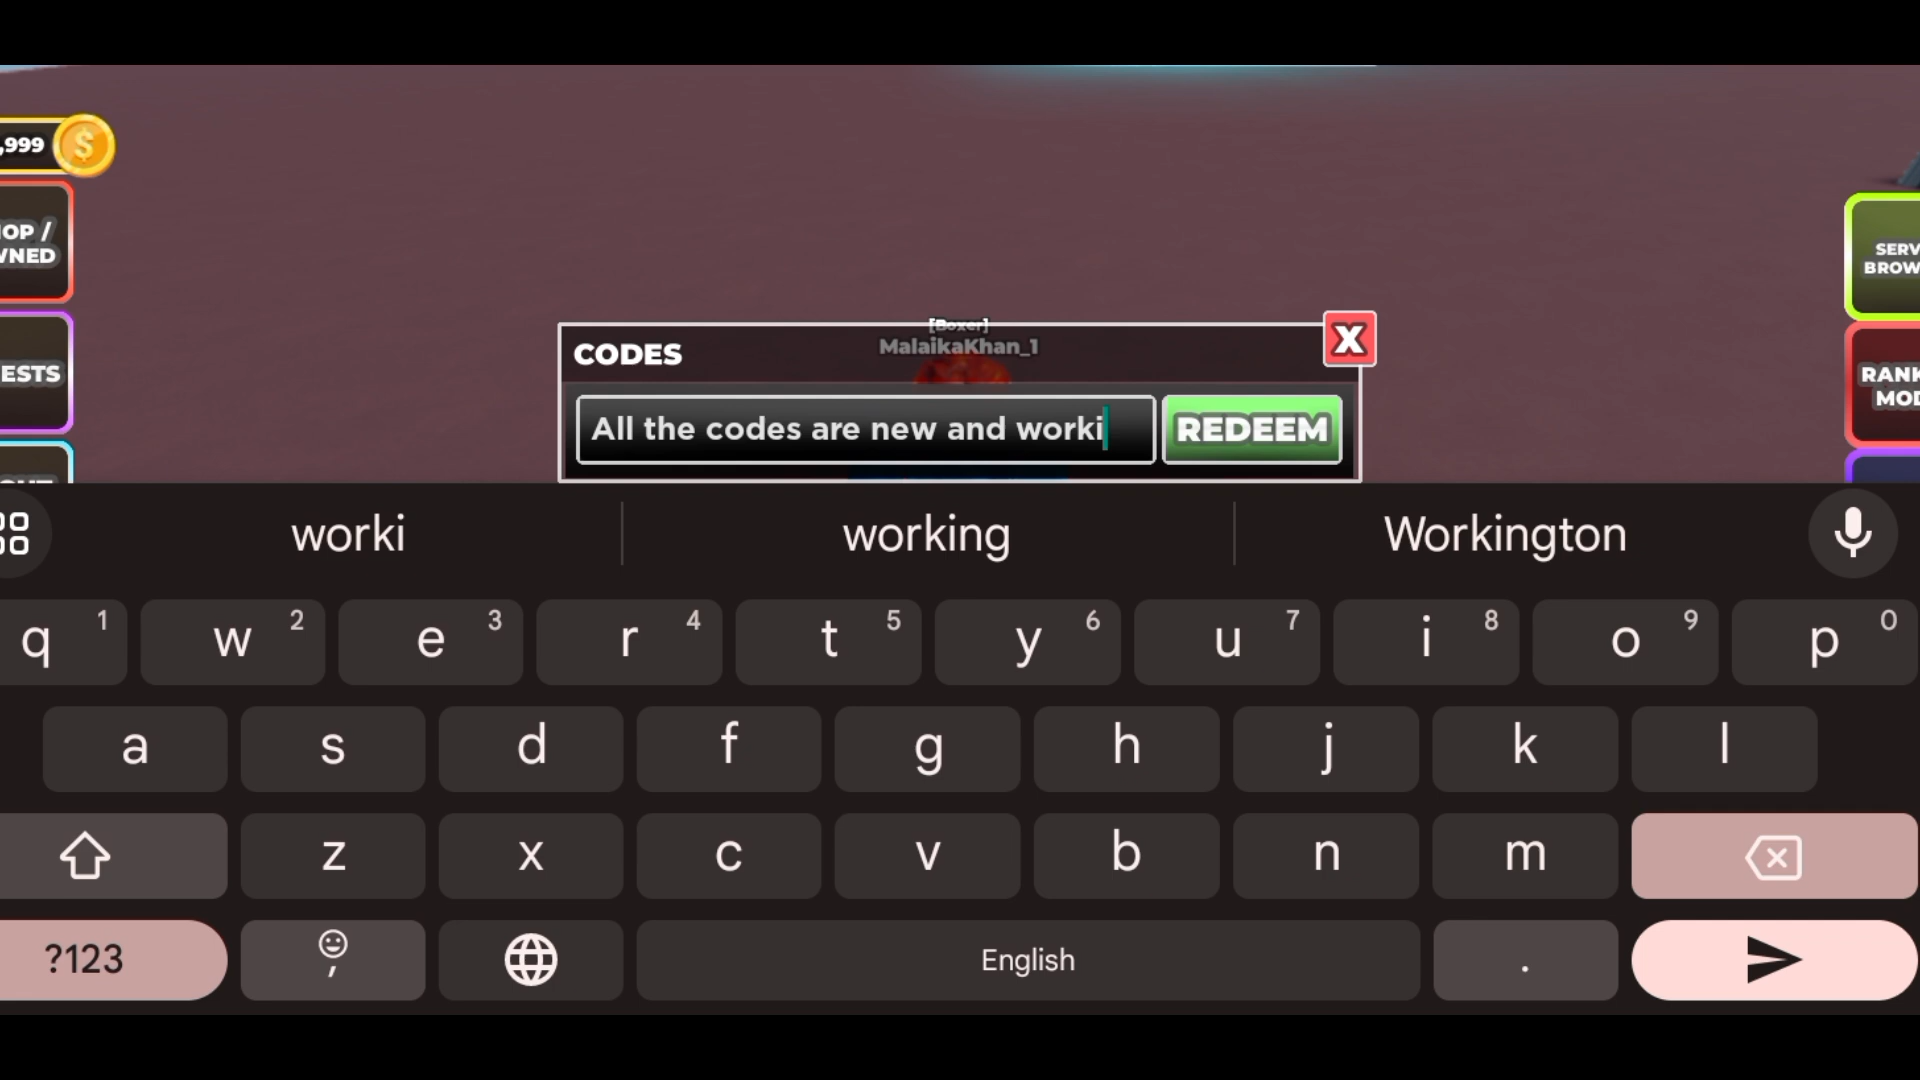 ,999
$
OP /
NED
ESTS
SERV
BROW
RANK
MOD
[Boxer]
MalaikaKhan_1
CODES
X
All the codes are new and worki
REDEEM
worki
working
Workington
q 1 w 2 e 3 r 4 t 5 y 6 u 7 i 8 o 9 p 0
a s d f g h j k l
z x c v b n m
?123
,
English
.